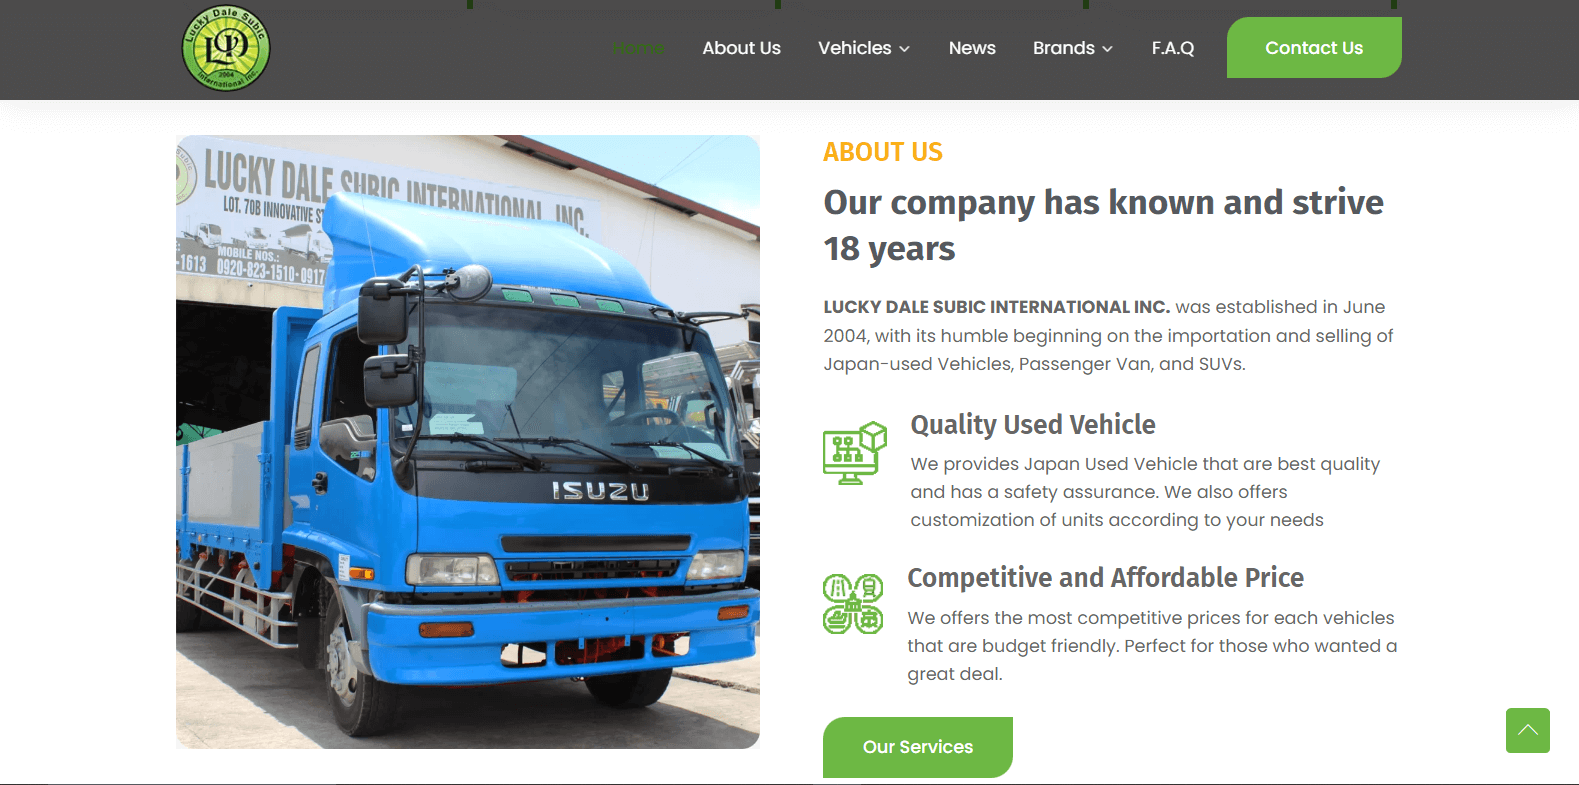 Lucky Dale Subic
LD
2004
International Inc.
Home
About Us
Vehicles
News
Brands
F.A.Q
Contact Us
LUCKY DALE SUBIC INTERNATIONAL INC.
LOT. 70B INNOVATIVE ST
MOBILE NOS.:
-1613 0920-823-1510 · 0917
ISUZU
ABOUT US
Our company has known and strive
18 years
LUCKY DALE SUBIC INTERNATIONAL INC. was established in June
2004, with its humble beginning on the importation and selling of
Japan-used Vehicles, Passenger Van, and SUVs.
Quality Used Vehicle
We provides Japan Used Vehicle that are best quality
and has a safety assurance. We also offers
customization of units according to your needs
Competitive and Affordable Price
We offers the most competitive prices for each vehicles
that are budget friendly. Perfect for those who wanted a
great deal.
Our Services